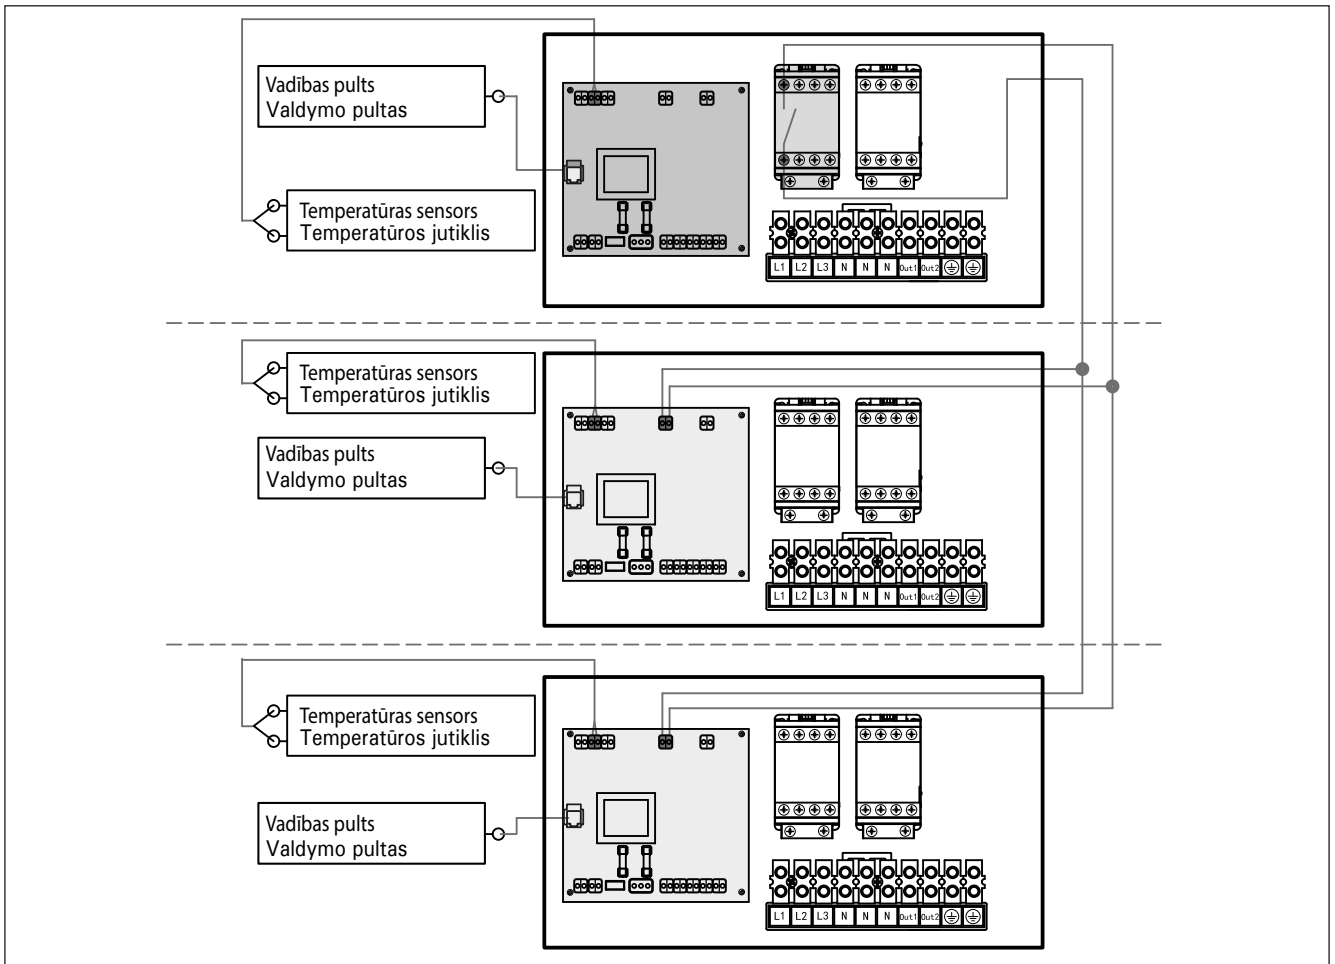 Vadības pults
Valdymo pultas
Temperatūras sensors
Temperatūros jutiklis
L1 L2 L3 N N N Out1 Out2
Temperatūras sensors
Temperatūros jutiklis
Vadības pults
Valdymo pultas
L1 L2 L3 N N N Out1 Out2
Temperatūras sensors
Temperatūros jutiklis
Vadības pults
Valdymo pultas
L1 L2 L3 N N N Out1 Out2